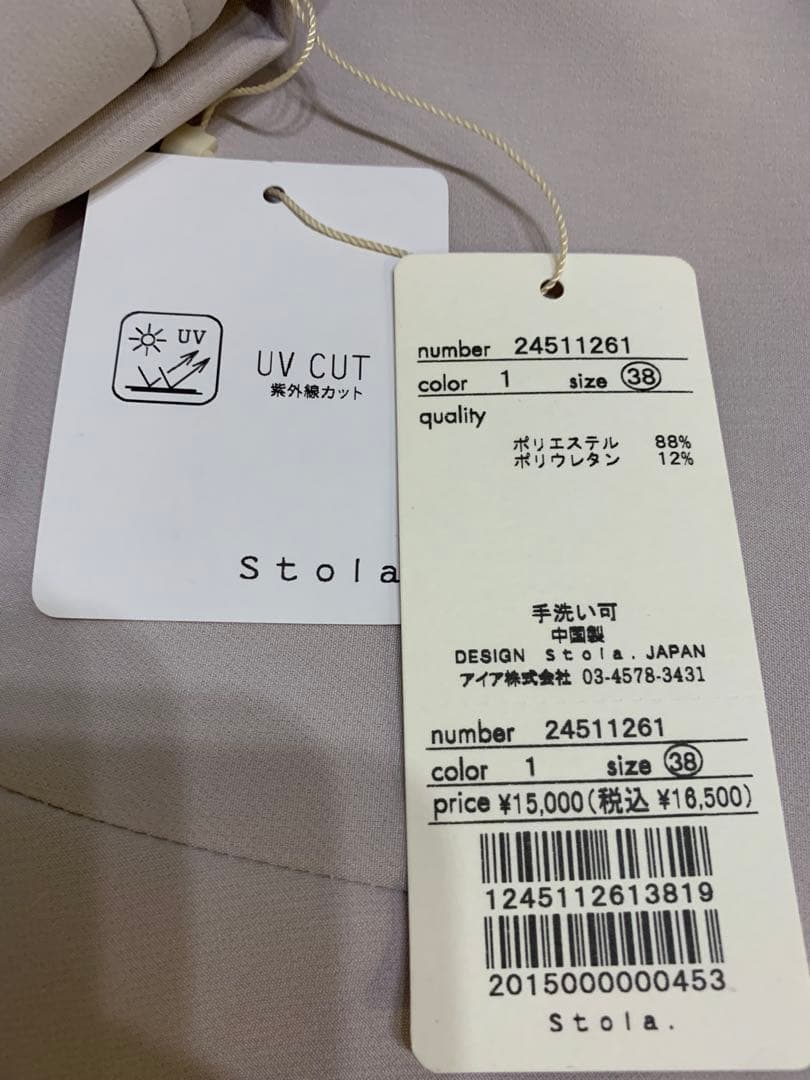 UV
UV CUT
紫外線カット
Stola
number 24511261
color 1 size 38
quality
ポリエステル 88%
ポリウレタン 12%
手洗い可
中国製
DESIGN Stola. JAPAN
アイア株式会社 03-4578-3431
number 24511261
color 1 size 38
price ¥15,000(税込 ¥16,500)
1245112613819
2015000000453
Stola.